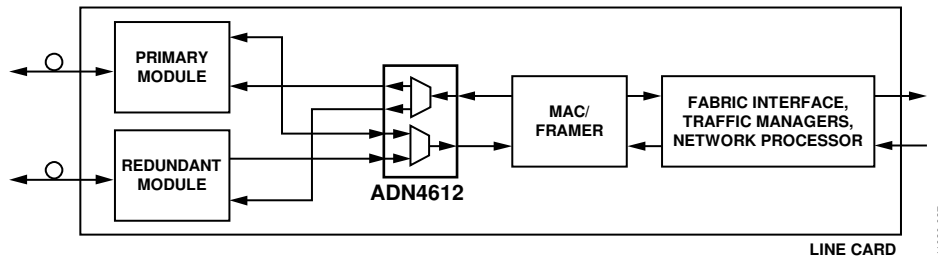 PRIMARY
MODULE
REDUNDANT
MODULE
ADN4612
MAC/
FRAMER
FABRIC INTERFACE,
TRAFFIC MANAGERS,
NETWORK PROCESSOR
LINE CARD